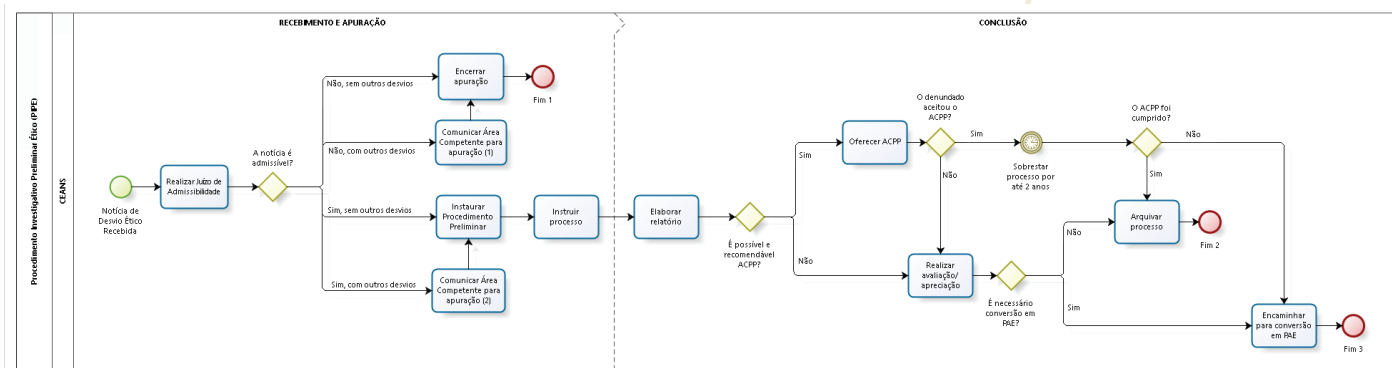 Procedimento Investigativo Preliminar Ético (PIPE)
CEANS
RECEBIMENTO E APURAÇÃO
Notícia de
Desvio Ético
Recebida
Realizar Juízo de
Admissibilidade
A notícia é
admissível?
Não, sem outros desvios
Encerrar
apuração
Fim 1
Não, com outros desvios
Comunicar Área
Competente para
apuração (1)
Sim, sem outros desvios
Instaurar
Procedimento
Preliminar
Instruir
processo
Sim, com outros desvios
Comunicar Área
Competente para
apuração (2)
CONCLUSÃO
Elaborar
relatório
É possível e
recomendável
ACPP?
Sim
Oferecer ACPP
O denundado
aceitou o
ACPP?
Sim
Sobrestar
processo por
até 2 anos
O ACPP foi
cumprido?
Não
Sim
Arquivar
processo
Fim 2
Não
Não
Realizar
avaliação/
apreciação
É necessário
conversão em
PAE?
Não
Sim
Encaminhar
para conversão
em PAE
Fim 3